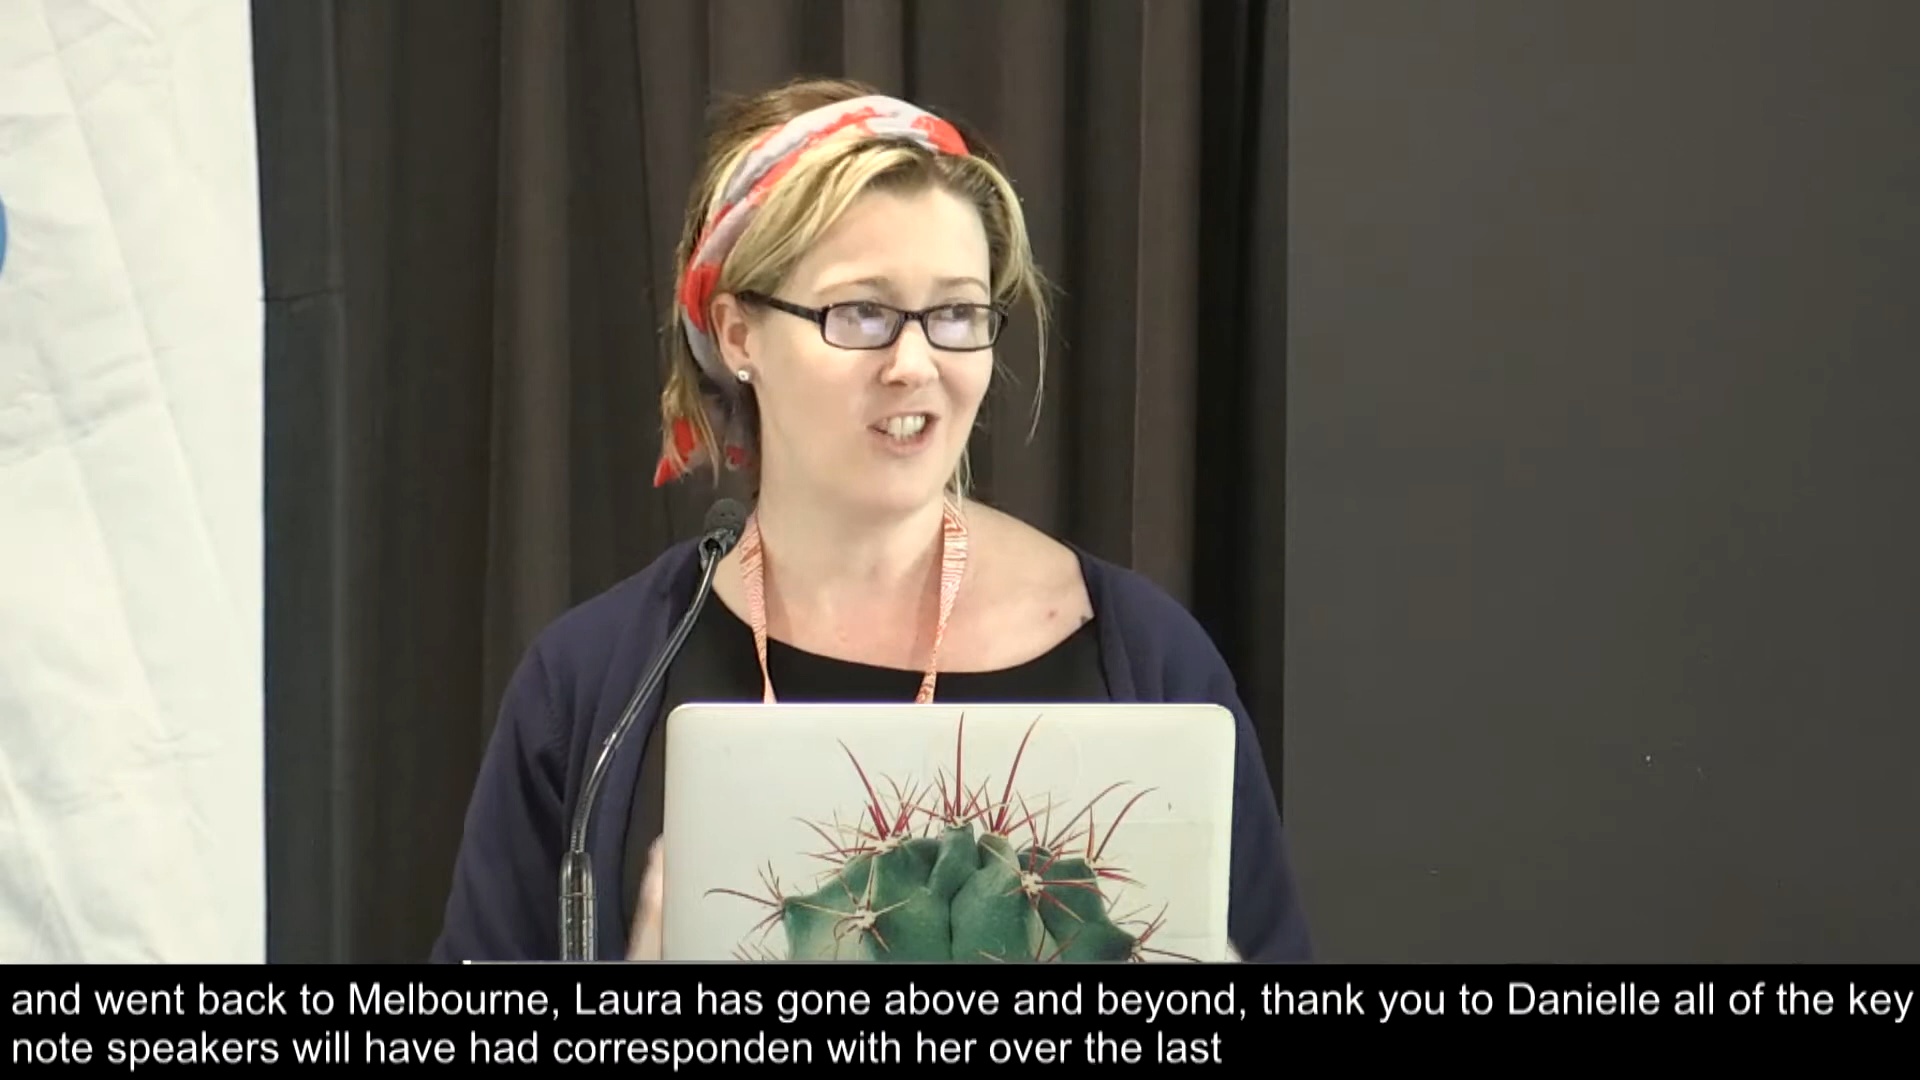 and went back to Melbourne, Laura has gone above and beyond, thank you to Danielle all of the key
note speakers will have had corresponden with her over the last